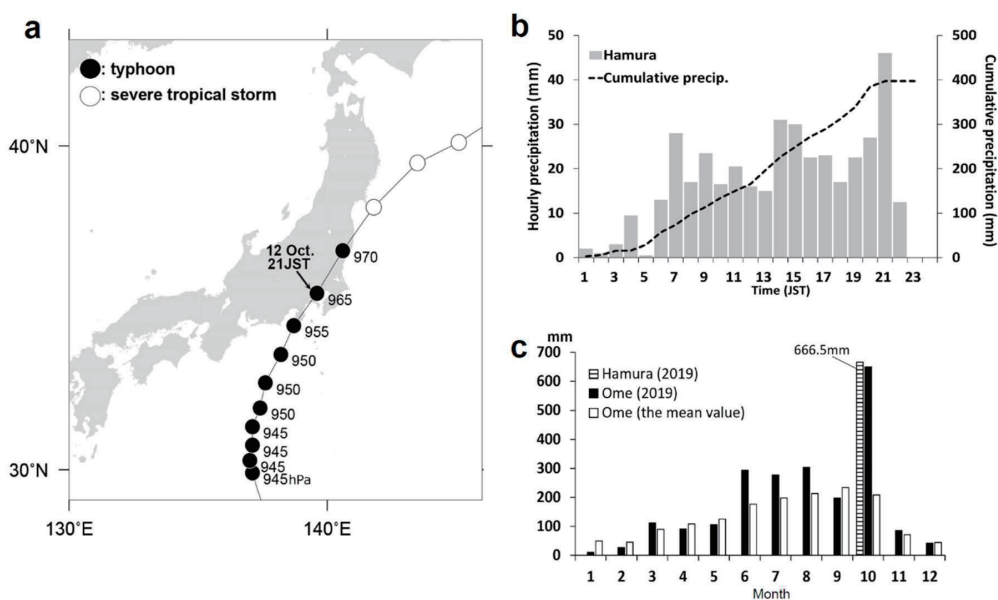 a
: typhoon
: severe tropical storm
40°N
30°N
130°E
140°E
12 Oct.
21JST
970
965
955
950
950
950
945
945
945
945hPa
b
Hourly precipitation (mm)
50
40
30
20
10
0
Hamura
Cumulative precip.
500
400
300
200
100
0
Cumulative precipitation (mm)
1 3 5 7 9 11 13 15 17 19 21 23
Time (JST)
c
mm
700
600
500
400
300
200
100
0
666.5mm
Hamura (2019)
Ome (2019)
Ome (the mean value)
1 2 3 4 5 6 7 8 9 10 11 12
Month